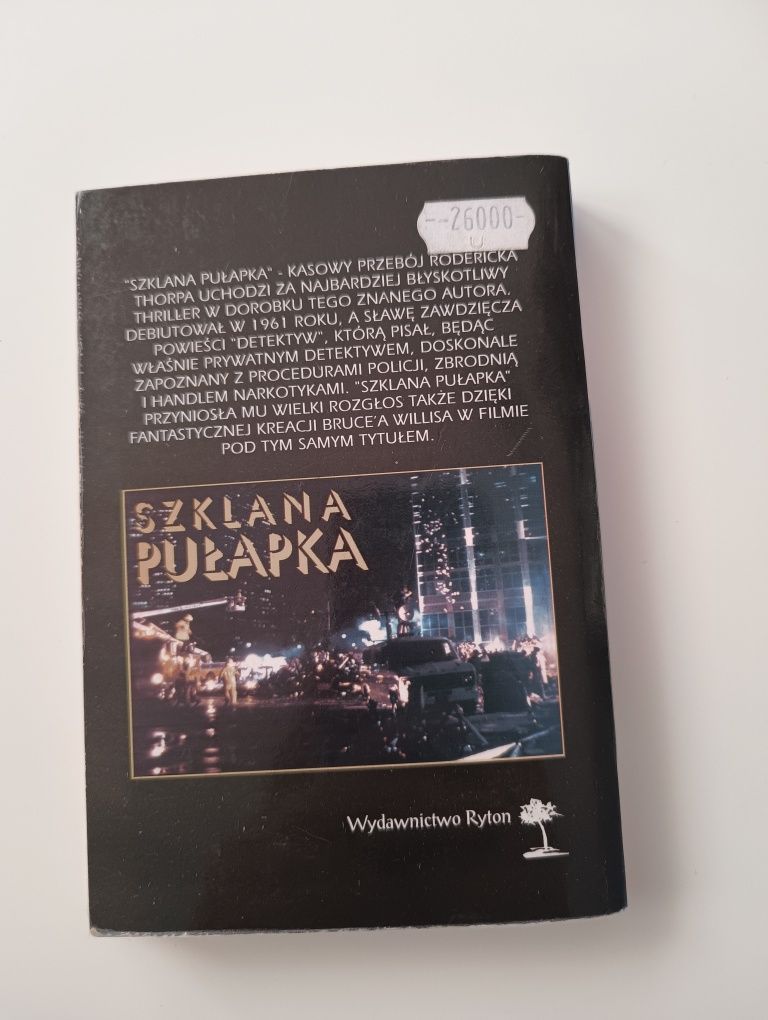 --26000-
"SZKLANA PUŁAPKA" - KASOWY PRZEBÓJ RODERICKA
THORPA UCHODZI ZA NAJBARDZIEJ BŁYSKOTLIWY
THRILLER W DOROBKU TEGO ZNANEGO AUTORA.
DEBIUTOWAŁ W 1961 ROKU, A SŁAWĘ ZAWDZIĘCZA
POWIEŚCI "DETEKTYW", KTÓRĄ PISAŁ, BĘDĄC
WŁAŚNIE PRYWATNYM DETEKTYWEM, DOSKONALE
ZAPOZNANY Z PROCEDURAMI POLICJI, ZBRODNIĄ
I HANDLEM NARKOTYKAMI. "SZKLANA PUŁAPKA"
PRZYNIOSŁA MU WIELKI ROZGŁOS TAKŻE DZIĘKI
FANTASTYCZNEJ KREACJI BRUCE'A WILLISA W FILMIE
POD TYM SAMYM TYTUŁEM.
SZKLANA
PUŁAPKA
Wydawnictwo Ryton